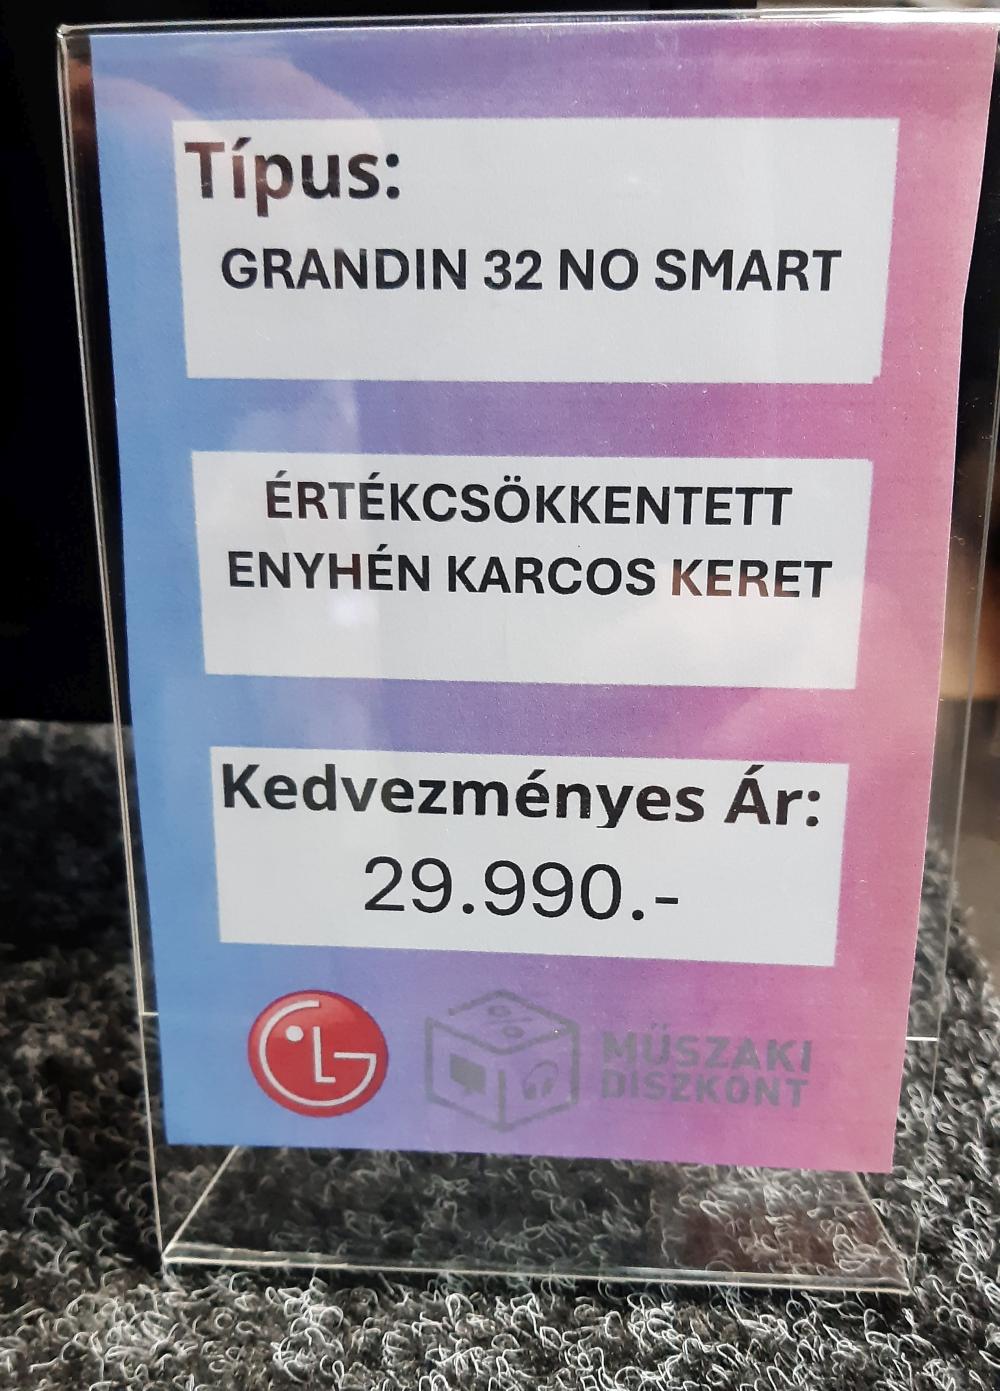 Típus:
GRANDIN 32 NO SMART
ÉRTÉKCSÖKKENTETT
ENYHÉN KARCOS KERET
Kedvezményes Ár:
29.990.-
LG
MŰSZAKI
DISZKONT